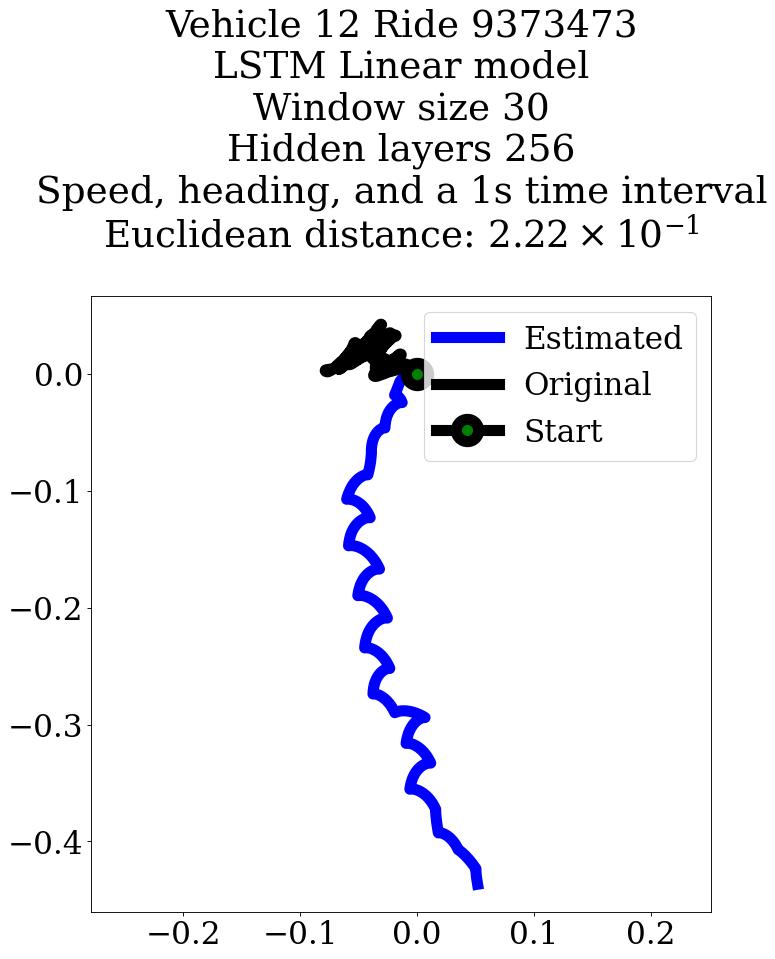 Vehicle 12 Ride 9373473
LSTM Linear model
Window size 30
Hidden layers 256
Speed, heading, and a 1s time interval
Euclidean distance: 2.22 × 10⁻¹
Estimated
Original
Start
0.0
−0.1
−0.2
−0.3
−0.4
−0.2 −0.1 0.0 0.1 0.2